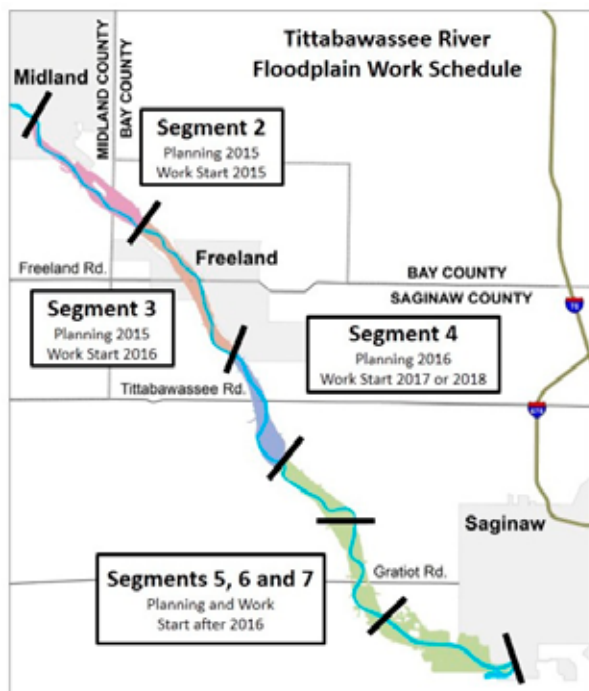 Tittabawassee River
Floodplain Work Schedule
Midland
MIDLAND COUNTY
BAY COUNTY
Segment 2
Planning 2015
Work Start 2015
Freeland
Freeland Rd.
BAY COUNTY
SAGINAW COUNTY
Segment 3
Planning 2015
Work Start 2016
Segment 4
Planning 2016
Work Start 2017 or 2018
Tittabawassee Rd.
75
675
Saginaw
Segments 5, 6 and 7
Planning and Work
Start after 2016
Gratiot Rd.